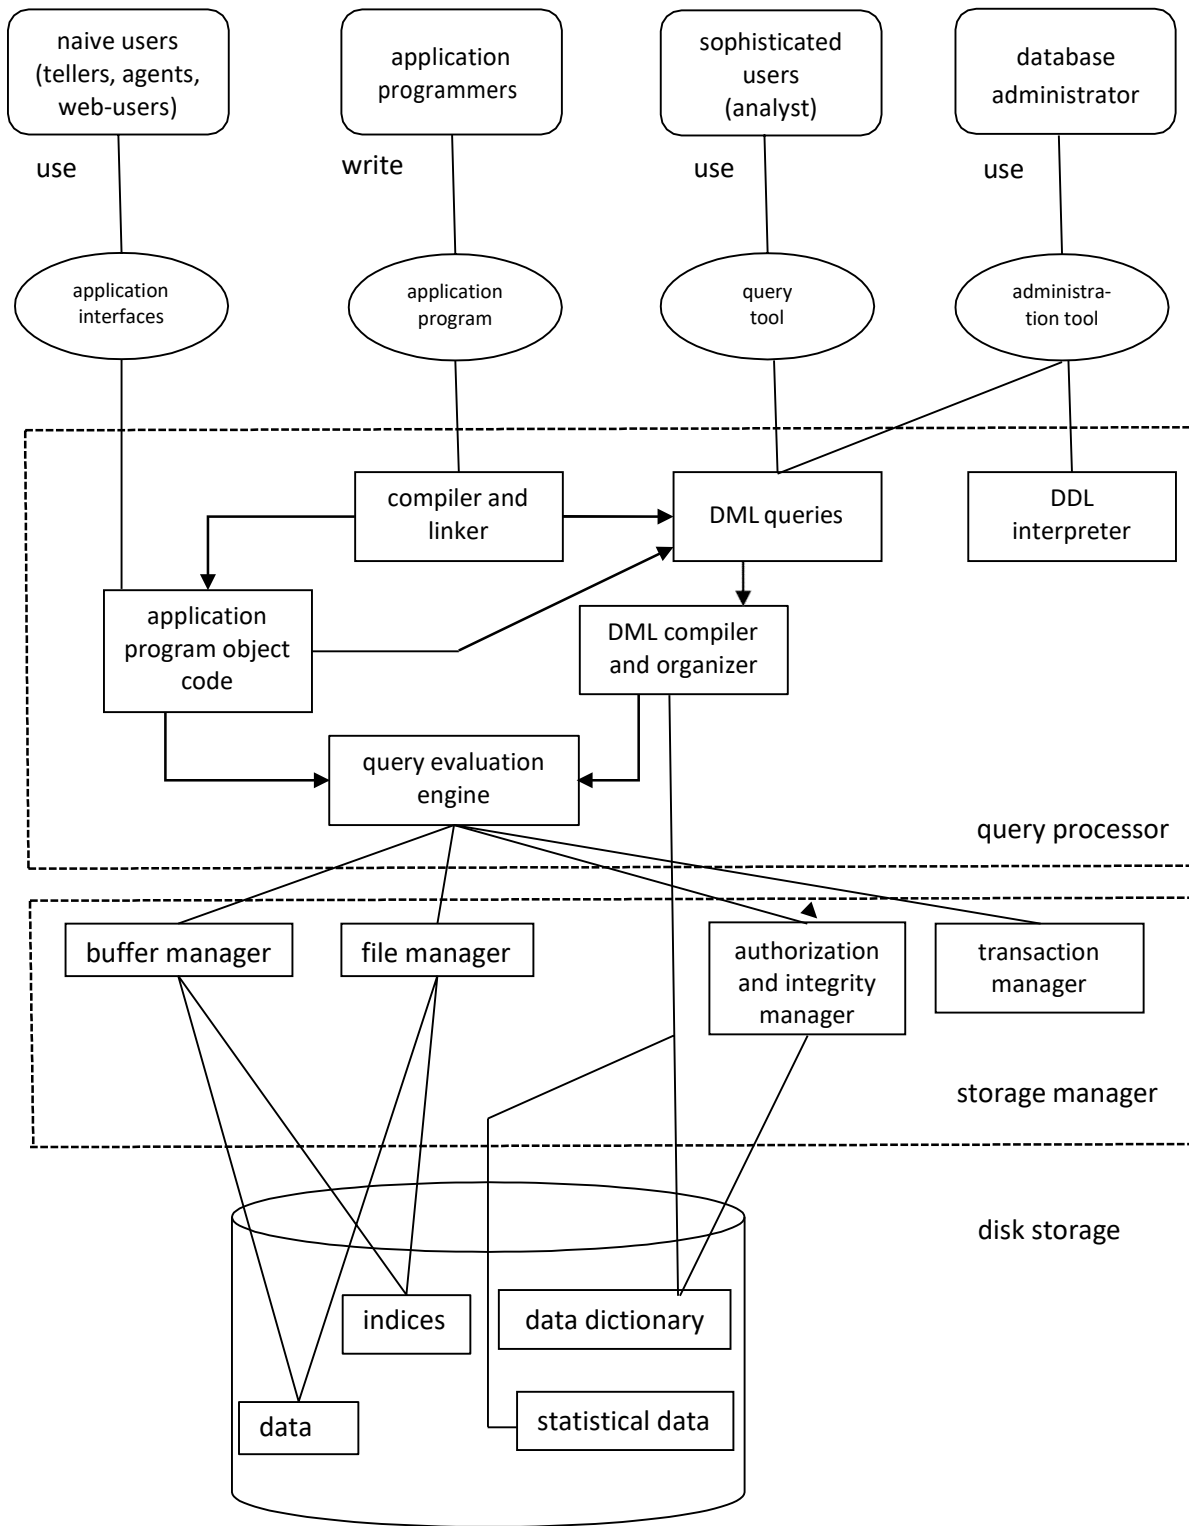 naive users
(tellers, agents,
web-users)
application
programmers
sophisticated
users
(analyst)
database
administrator
use
write
use
use
application
interfaces
application
program
query
tool
administra-
tion tool
compiler and
linker
DML queries
DDL
interpreter
application
program object
code
DML compiler
and organizer
query evaluation
engine
query processor
buffer manager
file manager
authorization
and integrity
manager
transaction
manager
storage manager
disk storage
indices
data dictionary
data
statistical data